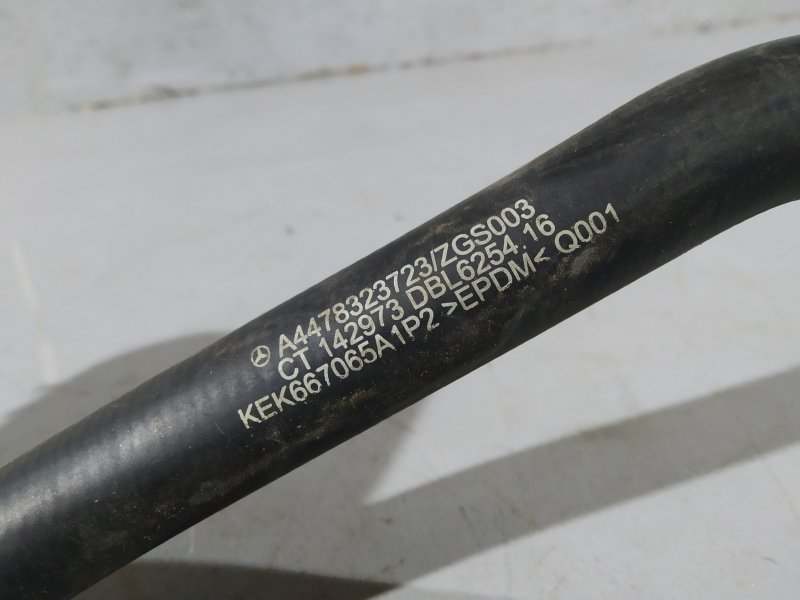 A4478323723/ZGS003
CT 142973 DBL6254.16
KEK667065A1P2 >EPDM< Q001